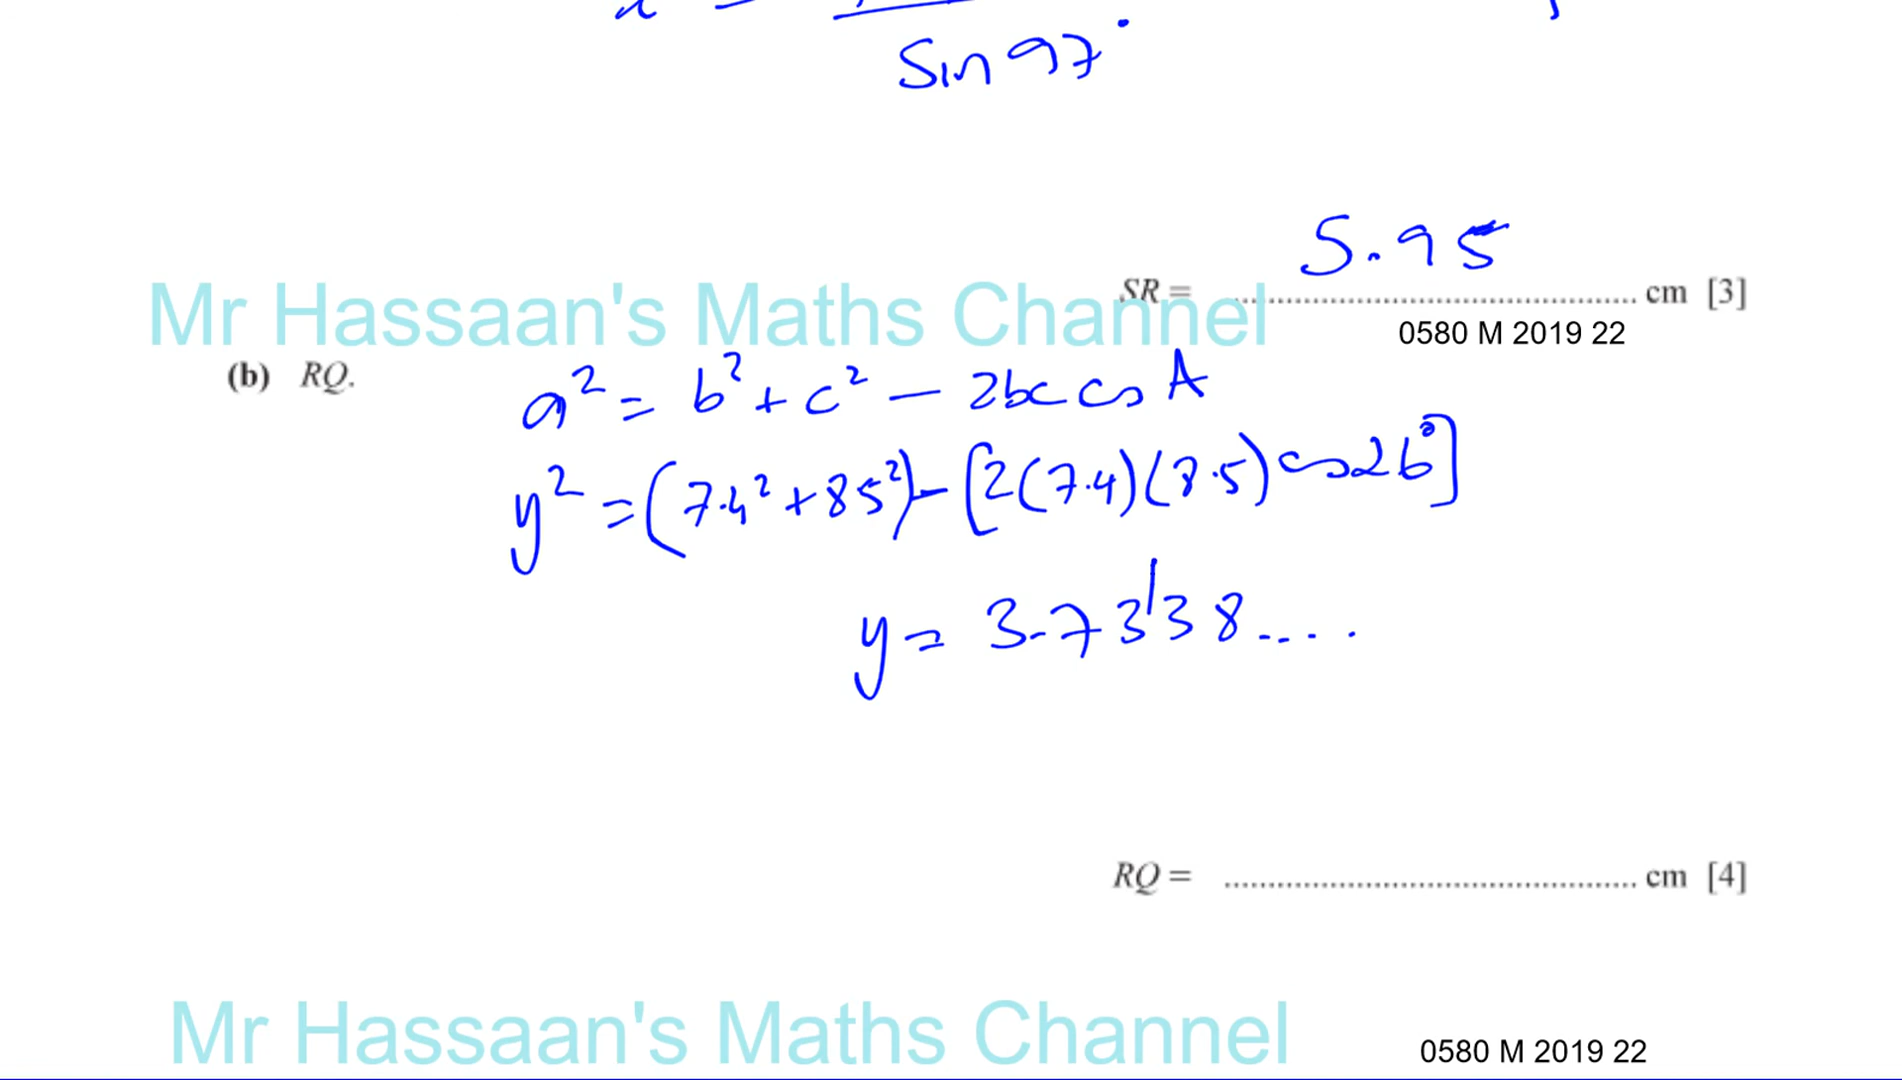 Sin 97°
5.95
SR = ........ cm [3]
Mr Hassaan's Maths Channel
0580 M 2019 22
(b) RQ.
a² = b² + c² - 2bc cos A
y² = (7.4² + 85²) - [2(7.4)(8.5) cos 26°]
y = 3.7338....
RQ = ........ cm [4]
Mr Hassaan's Maths Channel
0580 M 2019 22